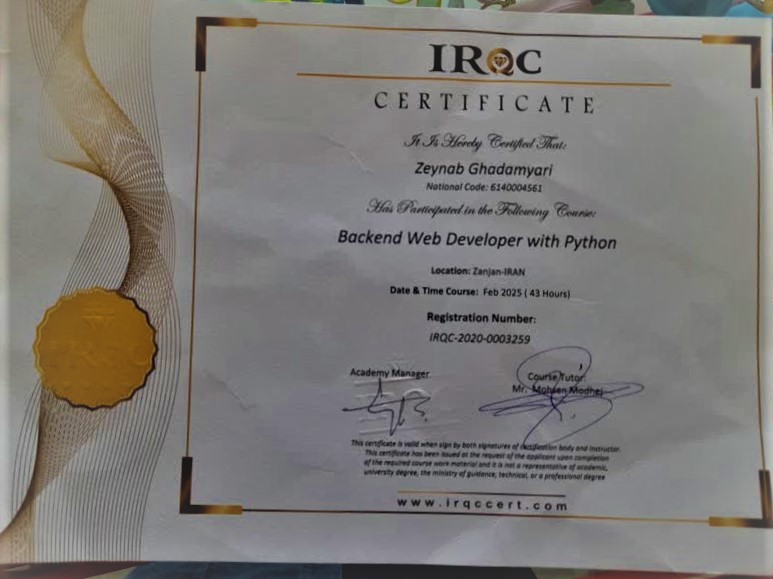 IRQC
CERTIFICATE
It Is Hereby Certified That:
Zeynab Ghadamyari
National Code: 6140004561
Has Participated in the Following Course:
Backend Web Developer with Python
Location: Zanjan-IRAN
Date & Time Course: Feb 2025 ( 43 Hours)
Registration Number:
IRQC-2020-0003259
Academy Manager
Course Tutor:
Mr. Mohsen Modhej
This certificate is valid when sign by both signatures of certification body and instructor.
This certificate has been issued at the request of the applicant upon completion
of the required course work material and it is not a representative of academic,
university degree, the ministry of guidance, technical, or a professional degree
www.irqccert.com
IRQC